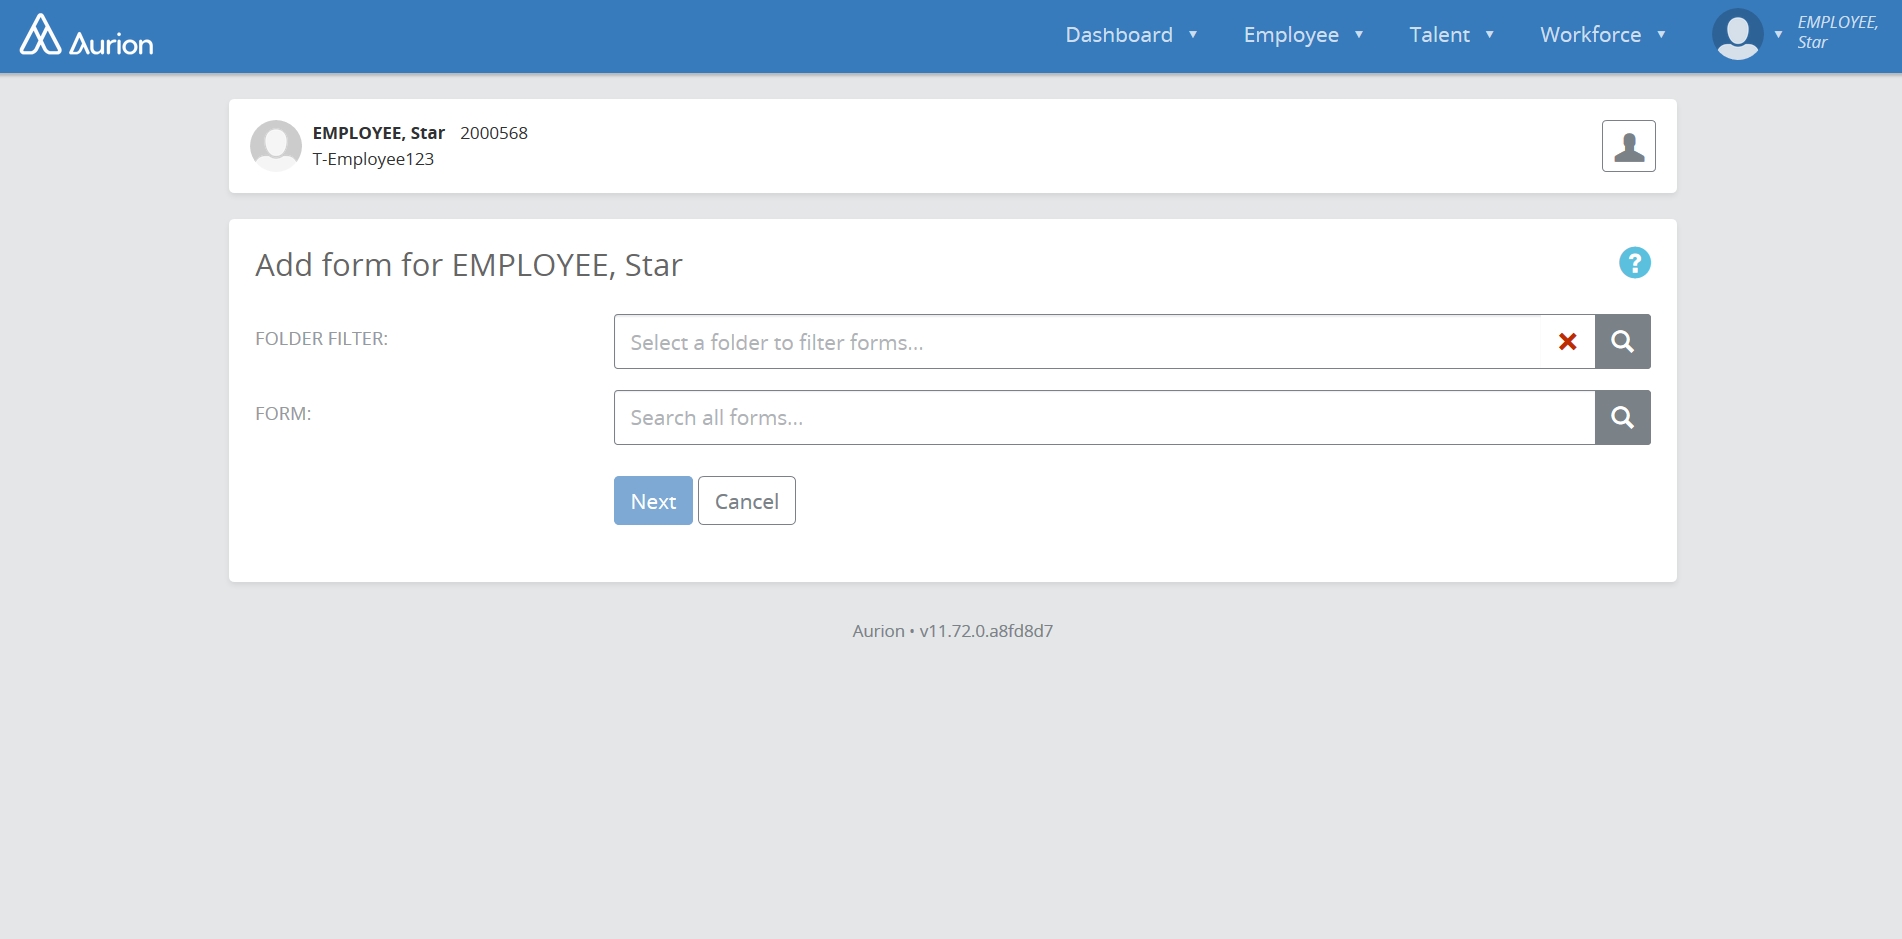 Aurion
Dashboard Employee Talent Workforce
EMPLOYEE,
Star
EMPLOYEE, Star 2000568
T-Employee123
Add form for EMPLOYEE, Star
?
FOLDER FILTER:
Select a folder to filter forms...
FORM:
Search all forms...
Next Cancel
Aurion • v11.72.0.a8fd8d7